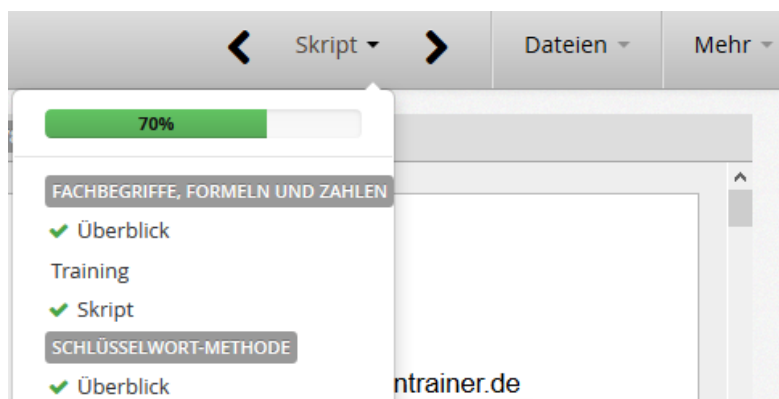 Skript Dateien Mehr
70%
FACHBEGRIFFE, FORMELN UND ZAHLEN
Überblick
Training
Skript
SCHLÜSSELWORT-METHODE
Überblick
ntrainer.de